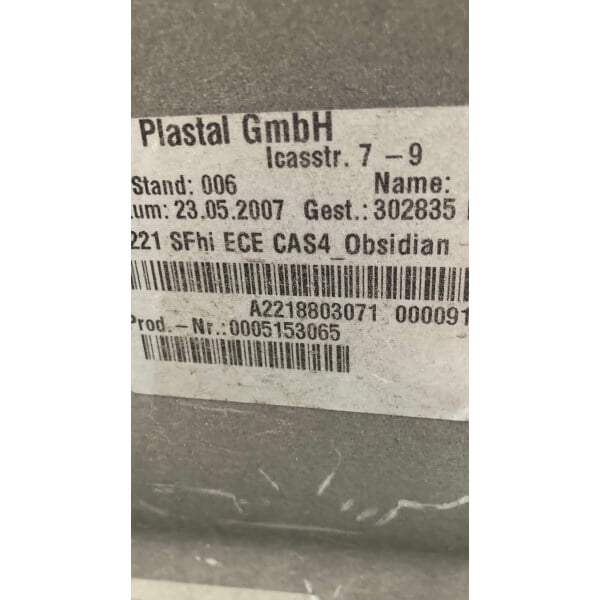 Plastal GmbH
Icasstr. 7 -9
Stand: 006 Name:
tum: 23.05.2007 Gest.: 302835
221 SFhi ECE CAS4_Obsidian
A2218803071 000091
Prod.-Nr.:0005153065